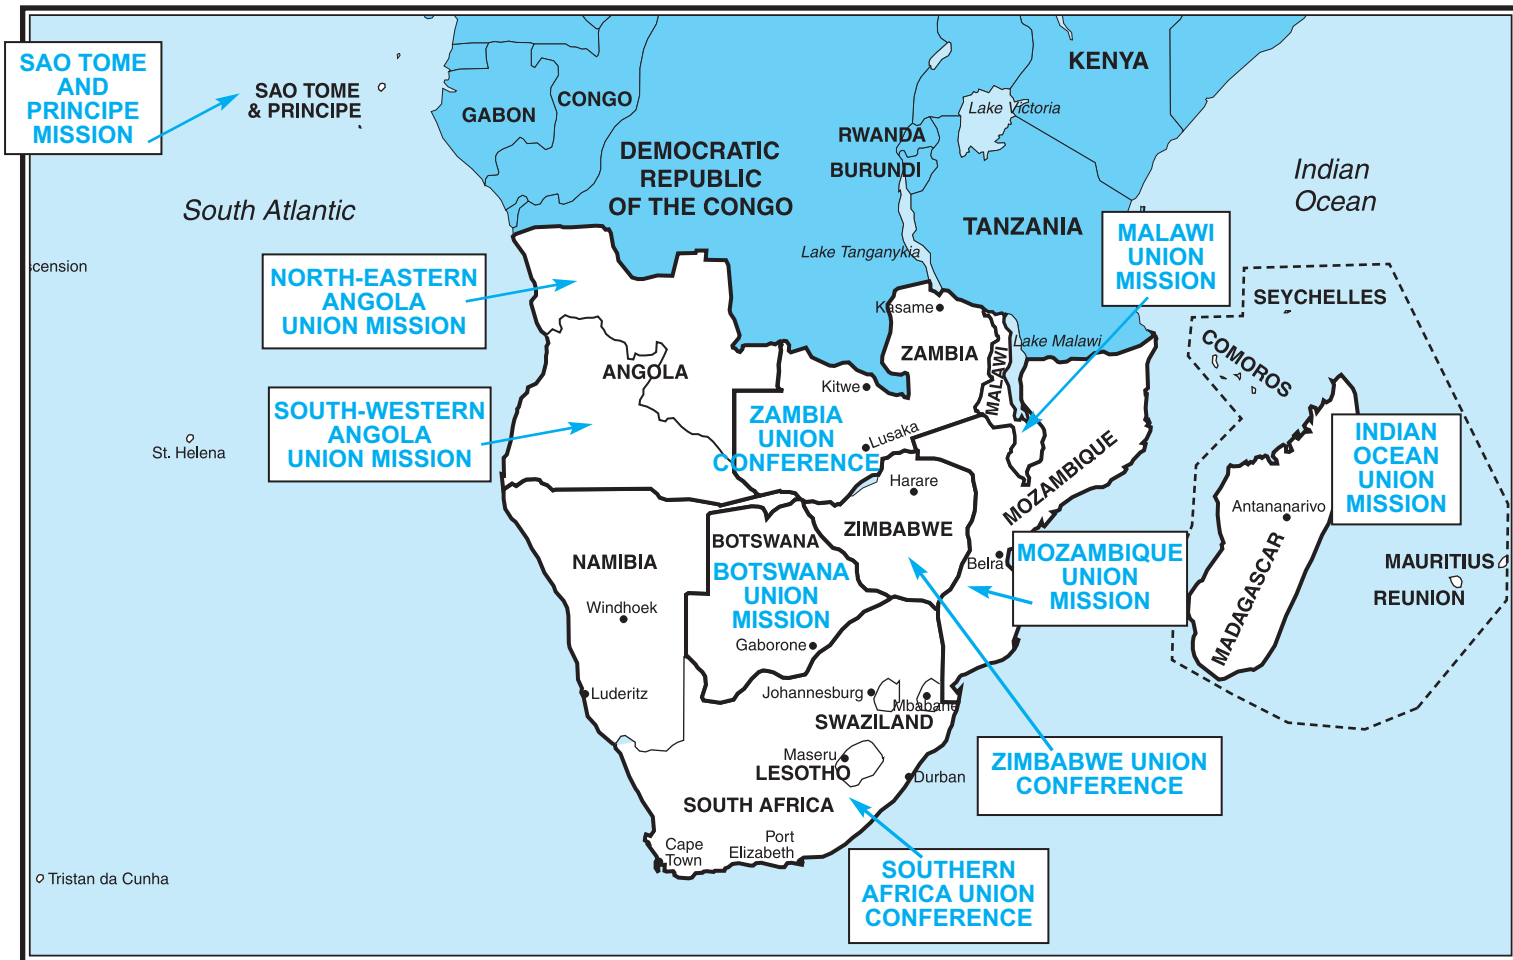 SAO TOME
AND
PRINCIPE
MISSION
SAO TOME
& PRINCIPE
GABON
CONGO
DEMOCRATIC
REPUBLIC
OF THE CONGO
KENYA
Lake Victoria
RWANDA
BURUNDI
TANZANIA
Lake Tanganykia
Indian
Ocean
South Atlantic
scension
MALAWI
UNION
MISSION
NORTH-EASTERN
ANGOLA
UNION MISSION
SEYCHELLES
COMOROS
Kasame
ZAMBIA
MALAWI
Lake Malawi
ANGOLA
Kitwe
SOUTH-WESTERN
ANGOLA
UNION MISSION
ZAMBIA
UNION
CONFERENCE
Lusaka
St. Helena
INDIAN
OCEAN
UNION
MISSION
Harare
MOZAMBIQUE
Antananarivo
ZIMBABWE
BOTSWANA
NAMIBIA
BOTSWANA
UNION
MISSION
Belra
MOZAMBIQUE
UNION
MISSION
MADAGASCAR
MAURITIUS
REUNION
Windhoek
Gaborone
Luderitz
Johannesburg
Mbabane
SWAZILAND
Maseru
LESOTHO
Durban
ZIMBABWE UNION
CONFERENCE
SOUTH AFRICA
Cape
Town
Port
Elizabeth
SOUTHERN
AFRICA UNION
CONFERENCE
Tristan da Cunha